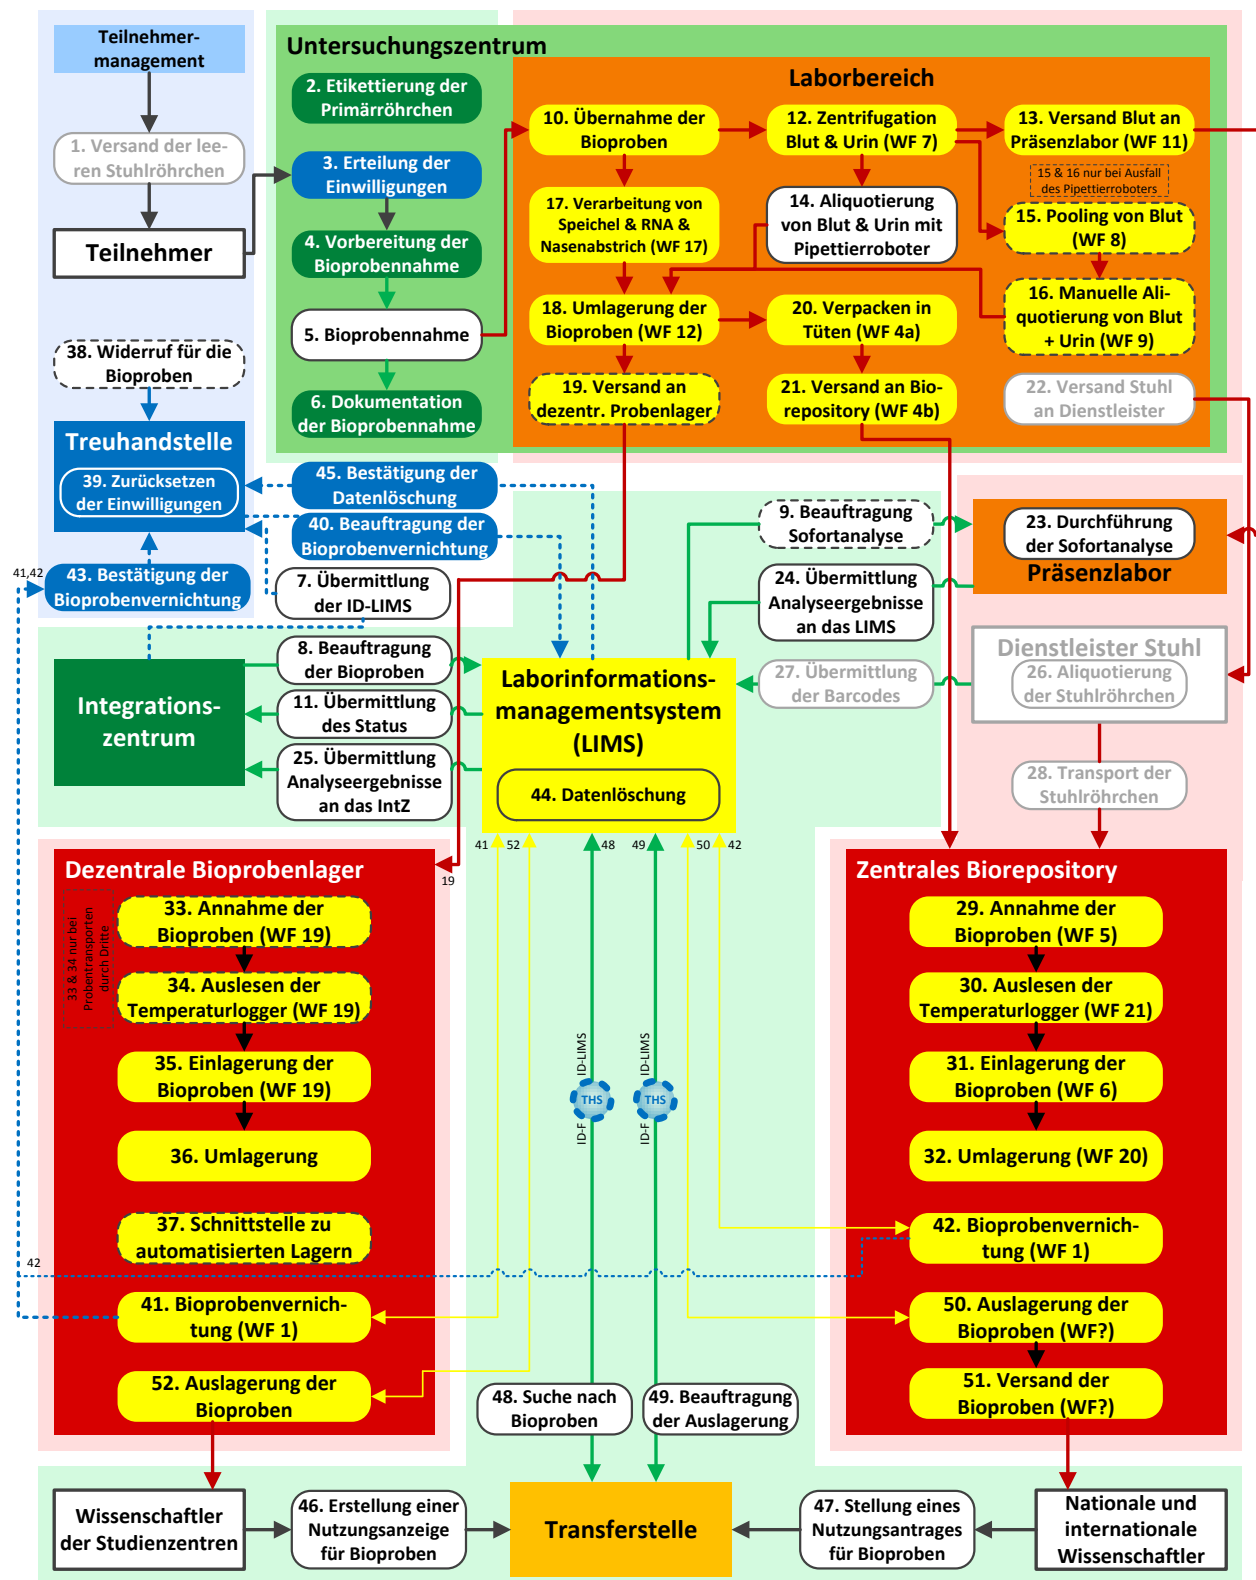 Teilnehmer-
management
1. Versand der lee-
ren Stuhlröhrchen
Teilnehmer
Untersuchungszentrum
2. Etikettierung der
Primärröhrchen
3. Erteilung der
Einwilligungen
4. Vorbereitung der
Bioprobennahme
5. Bioprobennahme
6. Dokumentation
der Bioprobennahme
Laborbereich
10. Übernahme der
Bioproben
12. Zentrifugation
Blut & Urin (WF 7)
13. Versand Blut an
Präsenzlabor (WF 11)
15 & 16 nur bei Ausfall
des Pipettierroboters
17. Verarbeitung von
Speichel & RNA &
Nasenabstrich (WF 17)
14. Aliquotierung
von Blut & Urin mit
Pipettierroboter
15. Pooling von Blut
(WF 8)
18. Umlagerung der
Bioproben (WF 12)
20. Verpacken in
Tüten (WF 4a)
16. Manuelle Ali-
quotierung von Blut
+ Urin (WF 9)
19. Versand an
dezentr. Probenlager
21. Versand an Bio-
repository (WF 4b)
22. Versand Stuhl
an Dienstleister
38. Widerruf für die
Bioproben
Treuhandstelle
39. Zurücksetzen
der Einwilligungen
45. Bestätigung der
Datenlöschung
40. Beauftragung der
Bioprobenvernichtung
41,42
43. Bestätigung der
Bioprobenvernichtung
7. Übermittlung
der ID-LIMS
9. Beauftragung
Sofortanalyse
23. Durchführung
der Sofortanalyse
Präsenzlabor
24. Übermittlung
Analyseergebnisse
an das LIMS
8. Beauftragung
der Bioproben
Integrations-
zentrum
11. Übermittlung
des Status
25. Übermittlung
Analyseergebnisse
an das IntZ
Laborinformations-
managementsystem
(LIMS)
44. Datenlöschung
27. Übermittlung
der Barcodes
Dienstleister Stuhl
26. Aliquotierung
der Stuhlröhrchen
28. Transport der
Stuhlröhrchen
41
52
48
49
50
42
19
Dezentrale Bioprobenlager
33 & 34 nur bei
Probentransporten
durch Dritte
33. Annahme der
Bioproben (WF 19)
34. Auslesen der
Temperaturlogger (WF 19)
35. Einlagerung der
Bioproben (WF 19)
36. Umlagerung
37. Schnittstelle zu
automatisierten Lagern
42
41. Bioprobenvernich-
tung (WF 1)
52. Auslagerung der
Bioproben
ID-LIMS
THS
ID-F
ID-LIMS
THS
ID-F
48. Suche nach
Bioproben
49. Beauftragung
der Auslagerung
Zentrales Biorepository
29. Annahme der
Bioproben (WF 5)
30. Auslesen der
Temperaturlogger (WF 21)
31. Einlagerung der
Bioproben (WF 6)
32. Umlagerung (WF 20)
42. Bioprobenvernich-
tung (WF 1)
50. Auslagerung der
Bioproben (WF?)
51. Versand der
Bioproben (WF?)
Wissenschaftler
der Studienzentren
46. Erstellung einer
Nutzungsanzeige
für Bioproben
Transferstelle
47. Stellung eines
Nutzungsantrages
für Bioproben
Nationale und
internationale
Wissenschaftler